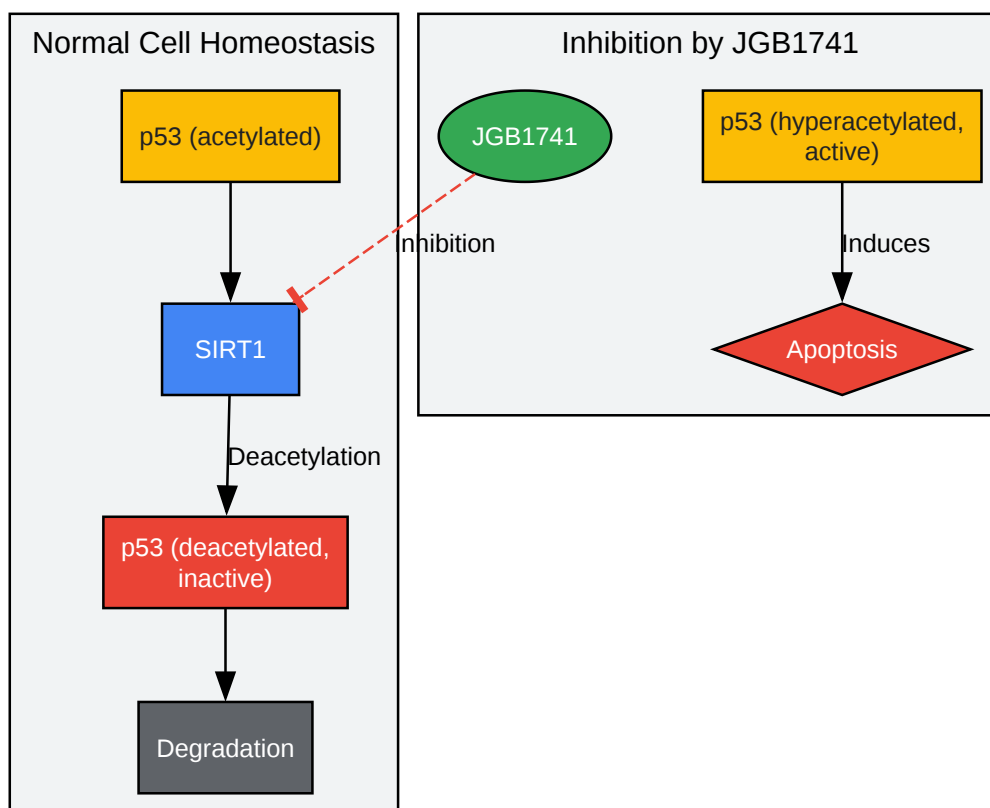 Normal Cell Homeostasis
p53 (acetylated)
SIRT1
Deacetylation
p53 (deacetylated,
inactive)
Degradation
Inhibition by JGB1741
JGB1741
Inhibition
p53 (hyperacetylated,
active)
Induces
Apoptosis